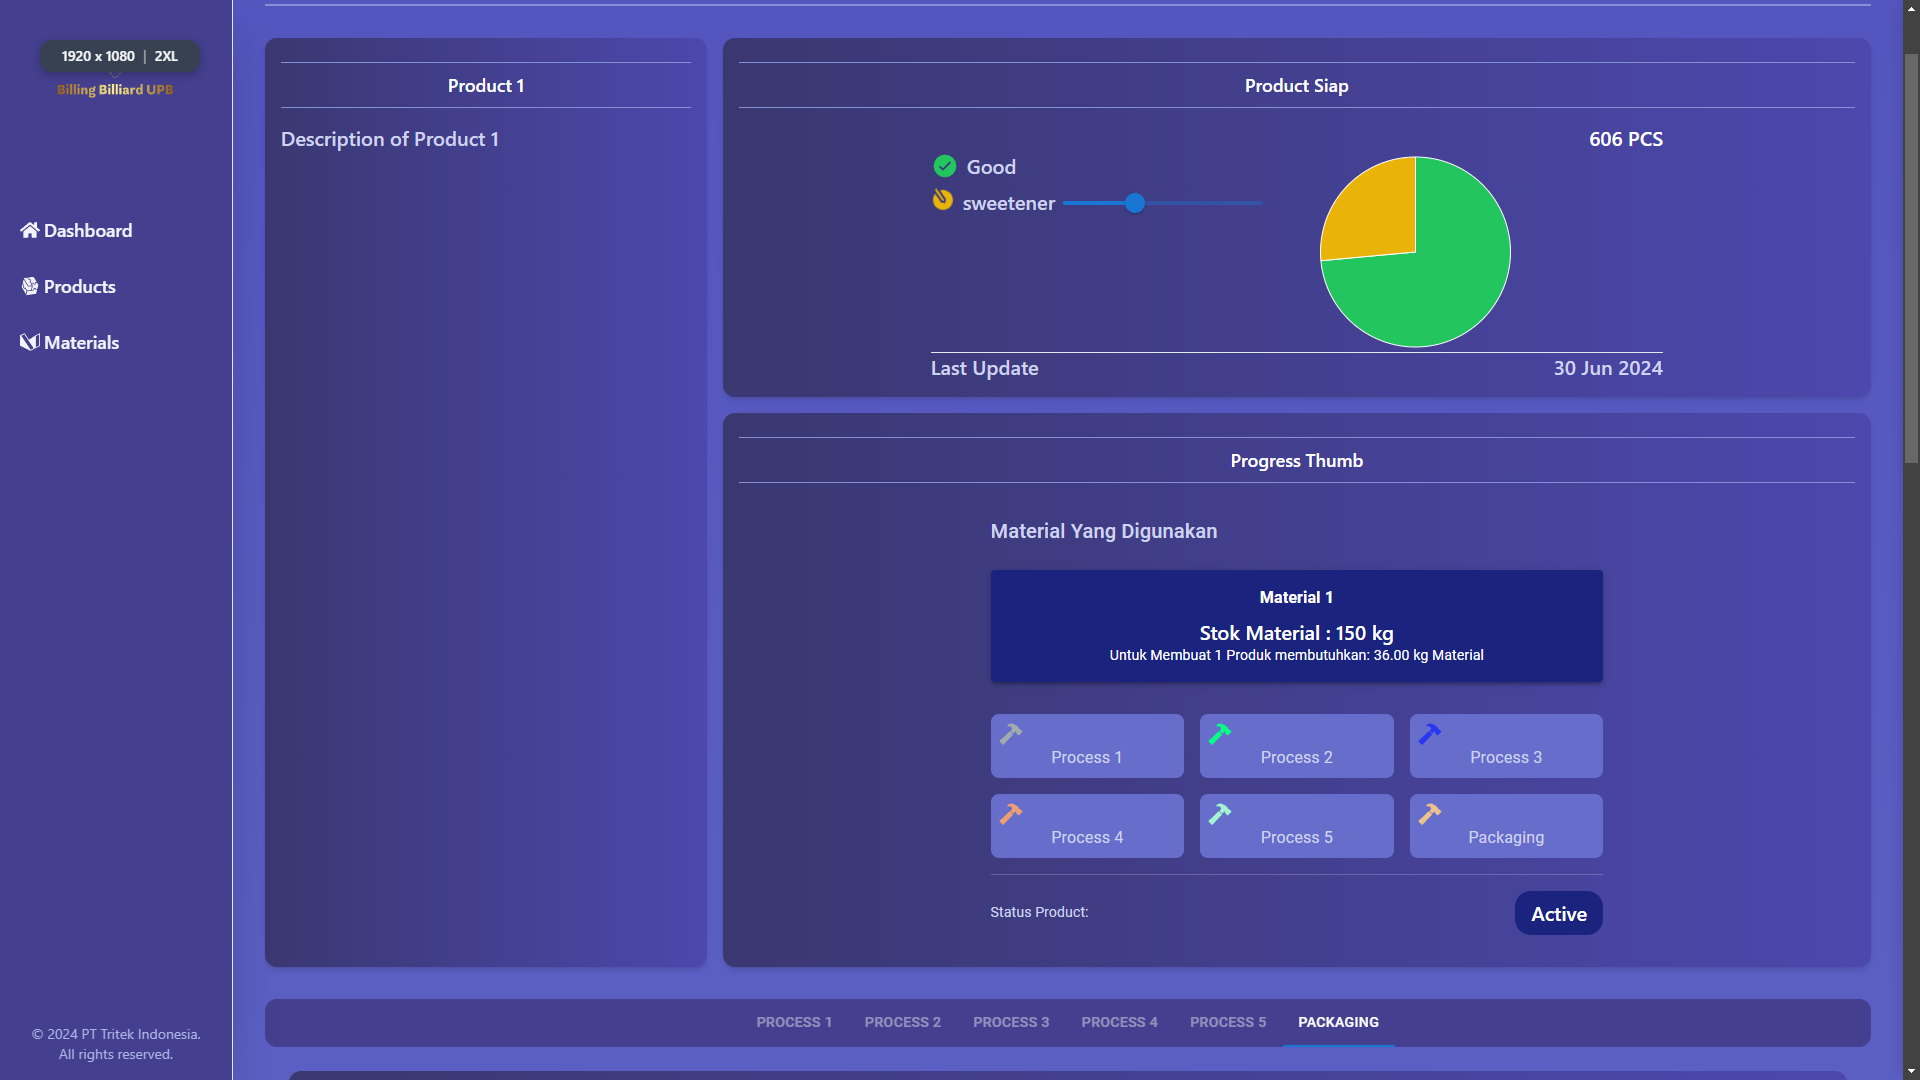 1920 x 1080 | 2XL
Billing Billiard UPB
Dashboard
Products
Materials
© 2024 PT Tritek Indonesia.
All rights reserved.
Product 1
Description of Product 1
Product Siap
606 PCS
Good
sweetener
Last Update
30 Jun 2024
Progress Thumb
Material Yang Digunakan
Material 1
Stok Material : 150 kg
Untuk Membuat 1 Produk membutuhkan: 36.00 kg Material
Process 1
Process 2
Process 3
Process 4
Process 5
Packaging
Status Product:
Active
PROCESS 1
PROCESS 2
PROCESS 3
PROCESS 4
PROCESS 5
PACKAGING